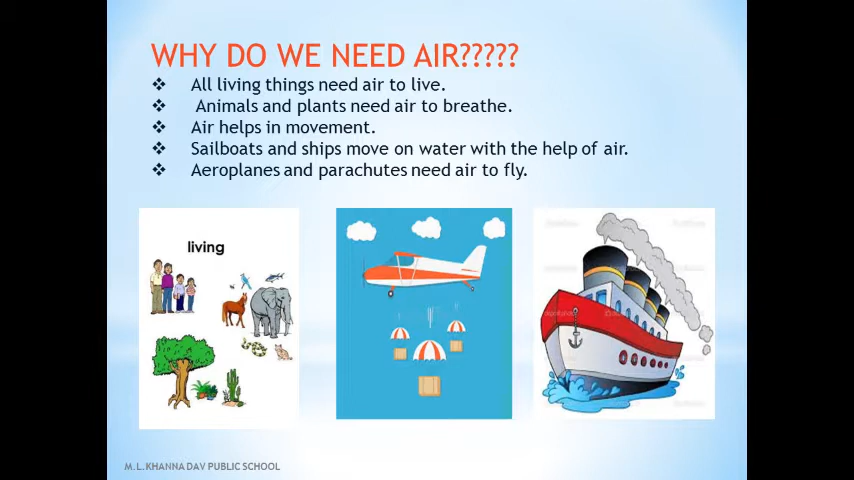 WHY DO WE NEED AIR?????
❖ All living things need air to live.
❖ Animals and plants need air to breathe.
❖ Air helps in movement.
❖ Sailboats and ships move on water with the help of air.
❖ Aeroplanes and parachutes need air to fly.
living
M.L.KHANNA DAV PUBLIC SCHOOL